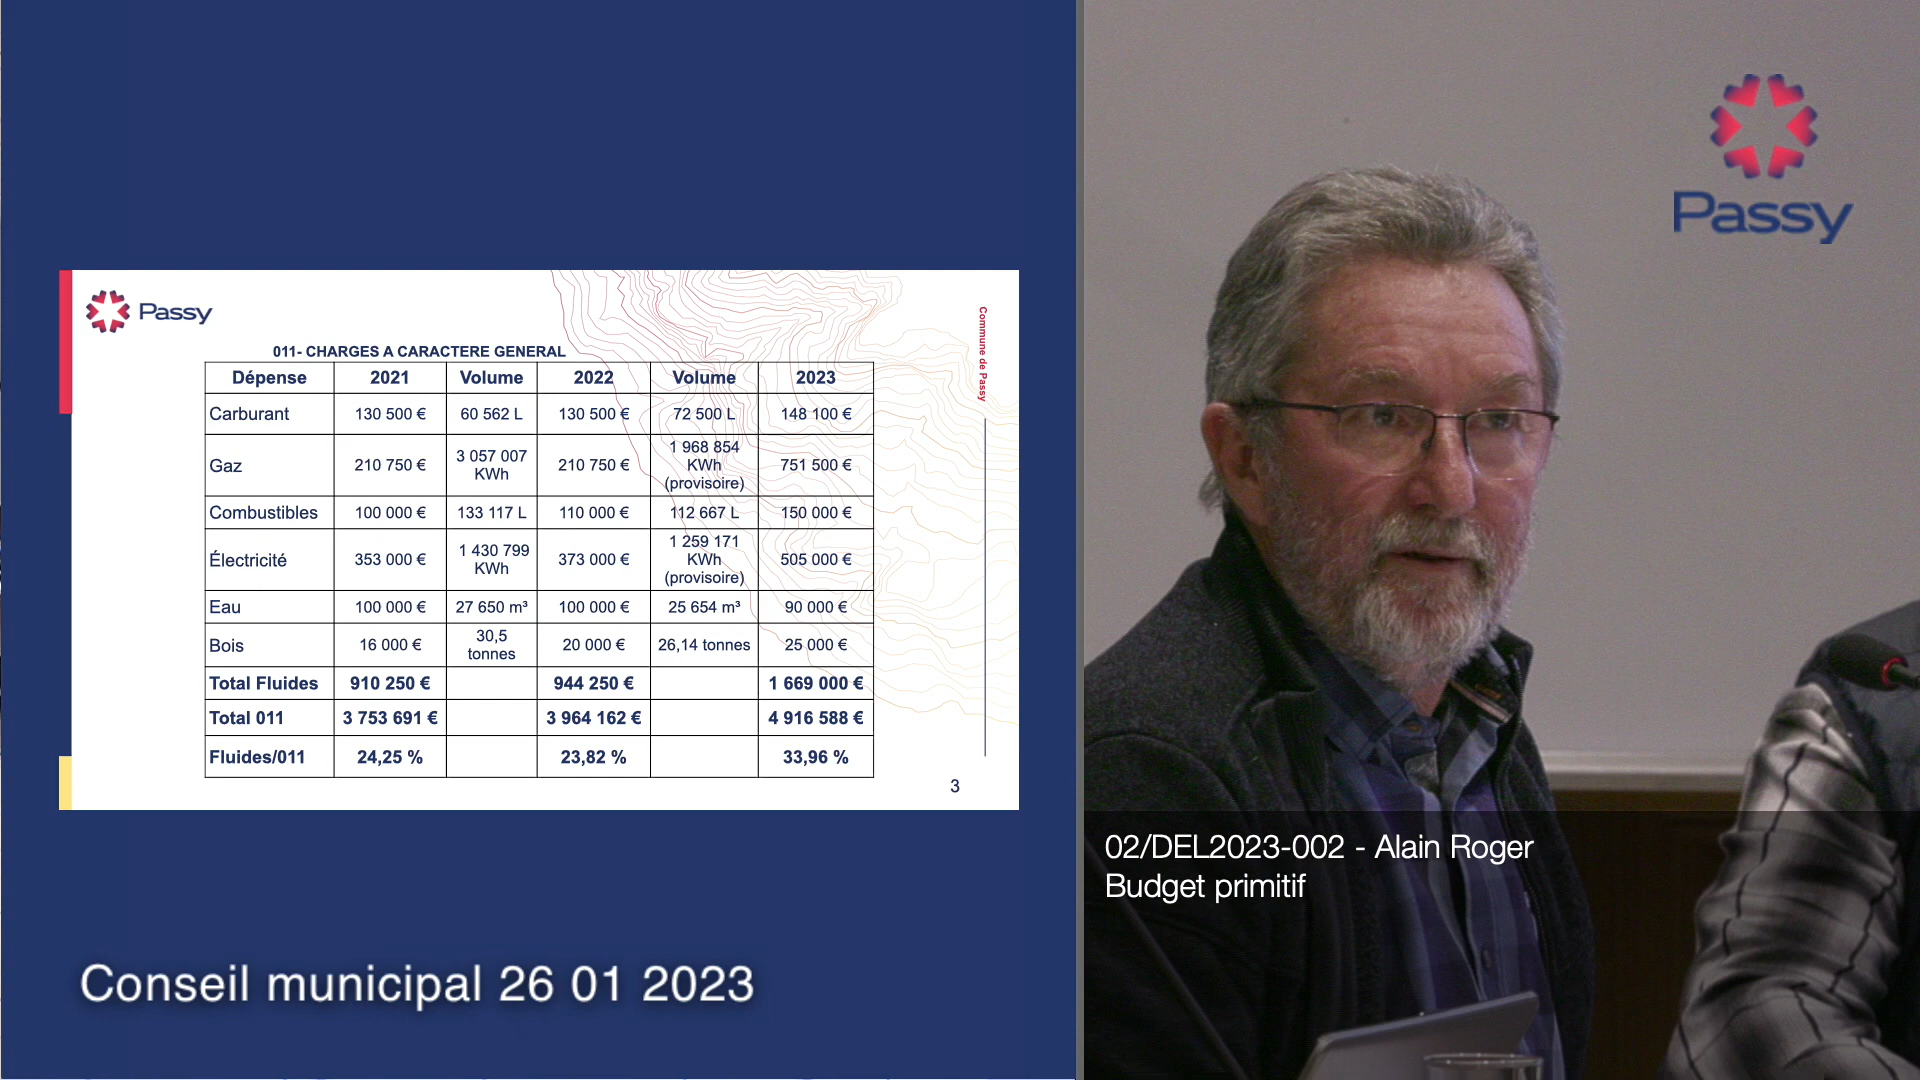 Passy
Commune de Passy
011- CHARGES A CARACTERE GENERAL
Dépense 2021 Volume 2022 Volume 2023
Carburant 130 500 € 60 562 L 130 500 € 72 500 L 148 100 €
Gaz 210 750 € 3 057 007 KWh 210 750 € 1 968 854 KWh (provisoire) 751 500 €
Combustibles 100 000 € 133 117 L 110 000 € 112 667 L 150 000 €
Électricité 353 000 € 1 430 799 KWh 373 000 € 1 259 171 KWh (provisoire) 505 000 €
Eau 100 000 € 27 650 m³ 100 000 € 25 654 m³ 90 000 €
Bois 16 000 € 30,5 tonnes 20 000 € 26,14 tonnes 25 000 €
Total Fluides 910 250 € 944 250 € 1 669 000 €
Total 011 3 753 691 € 3 964 162 € 4 916 588 €
Fluides/011 24,25 % 23,82 % 33,96 %
3
Conseil municipal 26 01 2023
Passy
02/DEL2023-002 - Alain Roger
Budget primitif